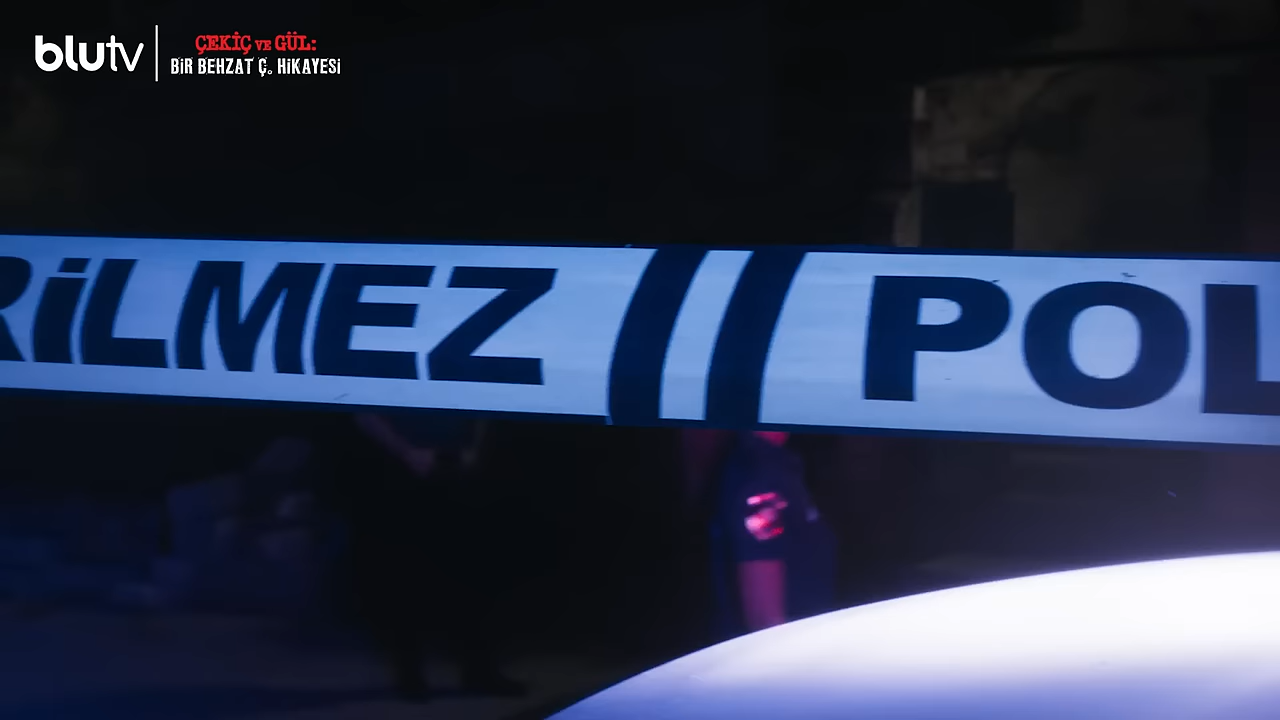 blutv
ÇEKİÇ VE GÜL:
BİR BEHZAT Ç. HİKAYESİ
RİLMEZ // POL